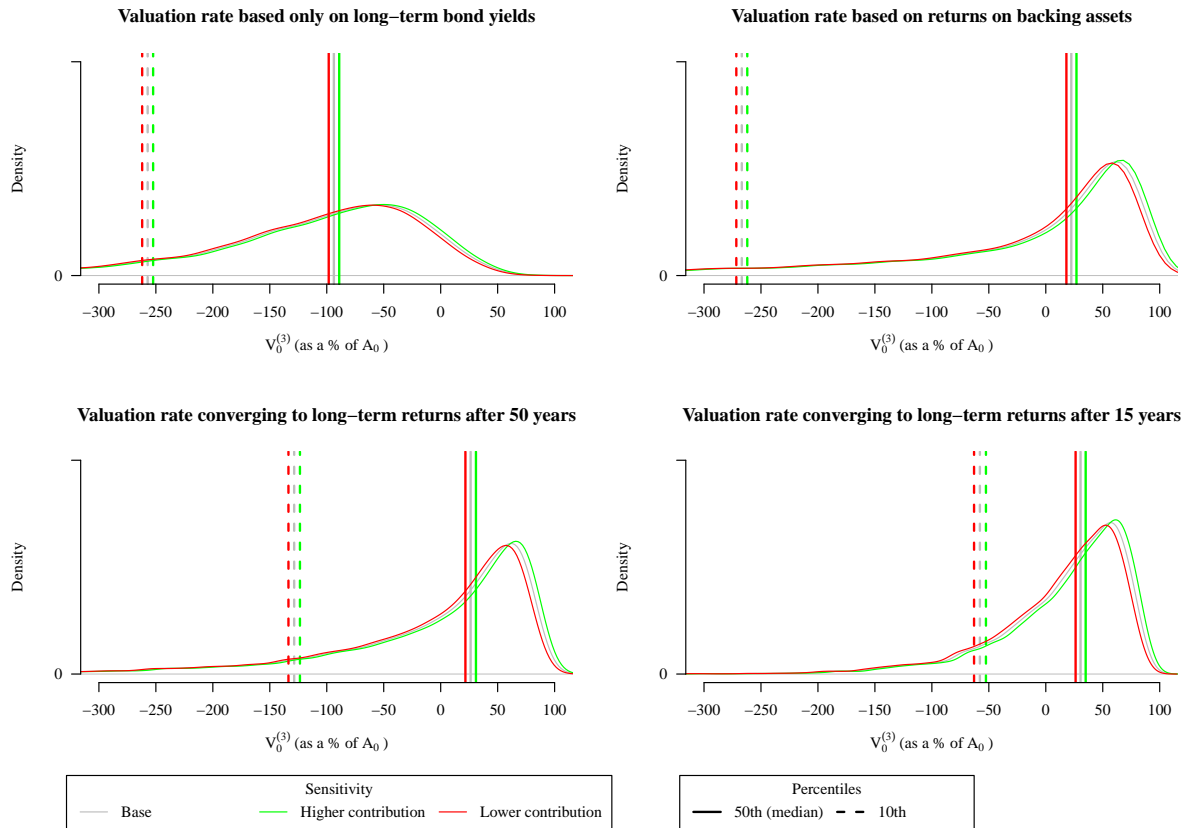 Valuation rate based only on long−term bond yields
Density
0
−300 −250 −200 −150 −100 −50 0 50 100
V₀⁽³⁾ (as a % of A₀ )
Valuation rate based on returns on backing assets
Density
0
−300 −250 −200 −150 −100 −50 0 50 100
V₀⁽³⁾ (as a % of A₀ )
Valuation rate converging to long−term returns after 50 years
Density
0
−300 −250 −200 −150 −100 −50 0 50 100
V₀⁽³⁾ (as a % of A₀ )
Valuation rate converging to long−term returns after 15 years
Density
0
−300 −250 −200 −150 −100 −50 0 50 100
V₀⁽³⁾ (as a % of A₀ )
Sensitivity
Base Higher contribution Lower contribution
Percentiles
50th (median) 10th